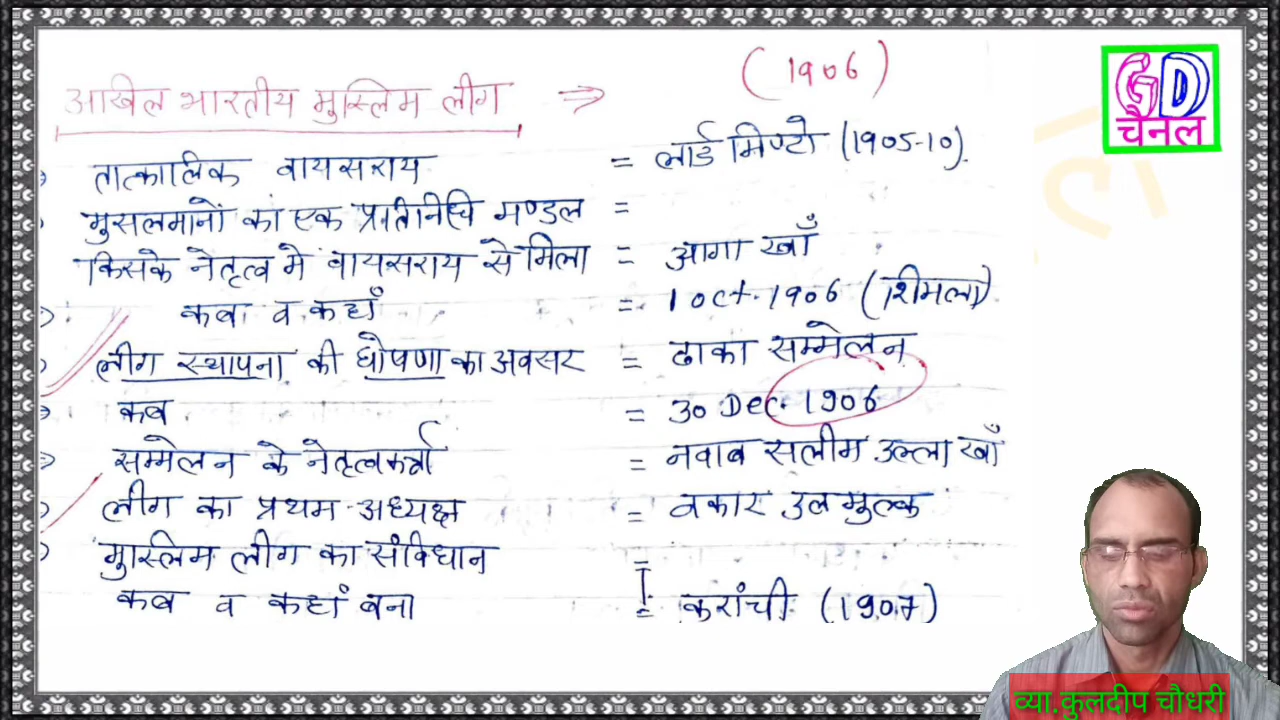 अखिल भारतीय मुस्लिम लीग ⇒ (1906)
GD
चैनल
तात्कालिक वायसराय = लार्ड मिण्टो (1905-10).
मुसलमानों का एक प्रतिनिधि मण्डल =
किसके नेतृत्व मे वायसराय से मिला = आगा खाँ
कब व कहाँ = 1 oct. 1906 (शिमला)
लीग स्थापना की घोषणा का अवसर = ढाका सम्मेलन
कब = 30 Dec. 1906
सम्मेलन के नेतृत्वकर्त्ता = नवाब सलीम उल्ला खाँ
लीग का प्रथम अध्यक्ष = वकार उल मुल्क
मुस्लिम लीग का संविधान =
कब व कहां बना = करांची (1907)
व्या.कुलदीप चौधरी